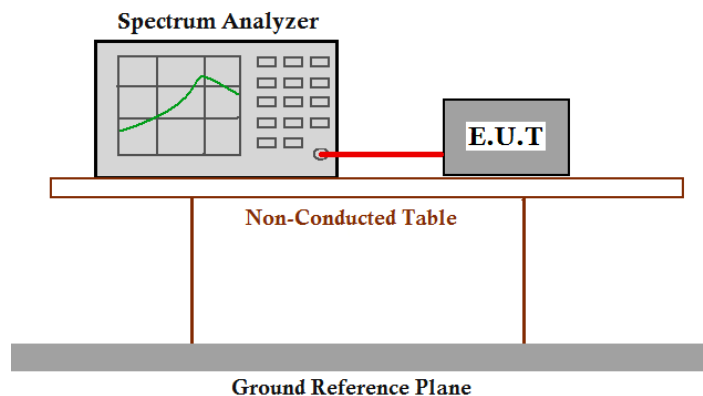 Spectrum Analyzer
E.U.T
Non-Conducted Table
Ground Reference Plane